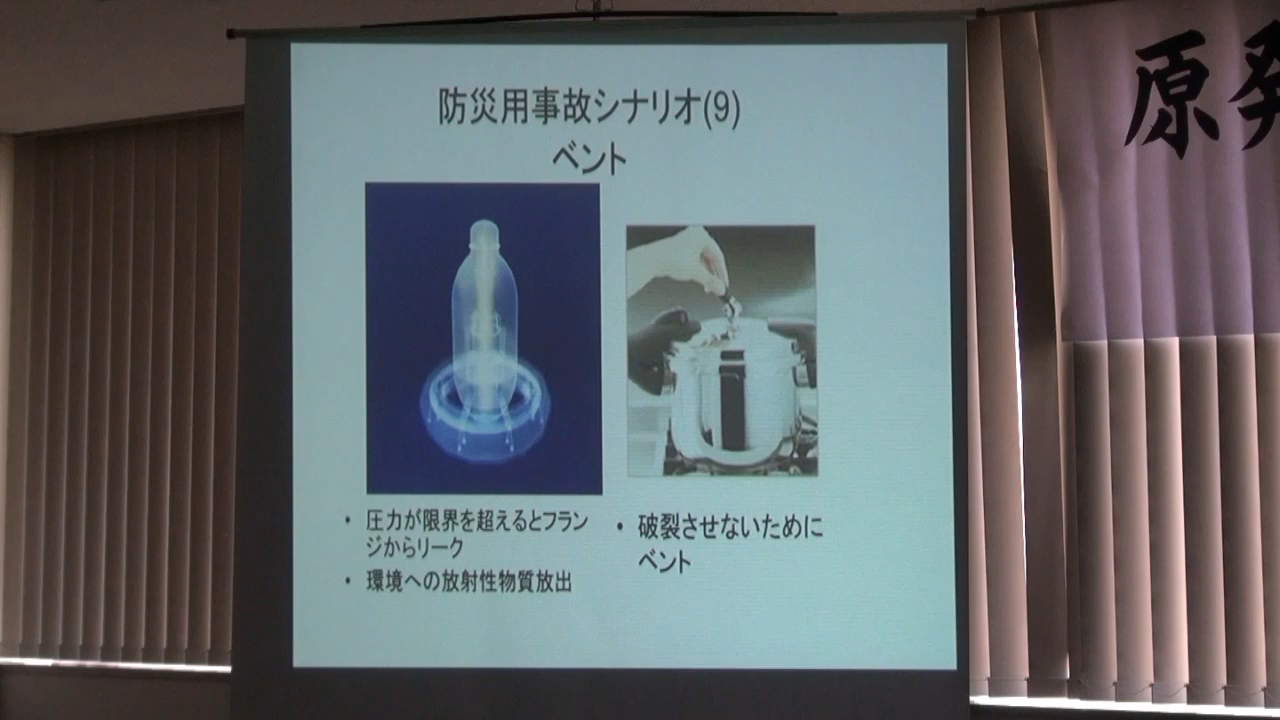 防災用事故シナリオ(9)
ベント
・ 圧力が限界を超えるとフラン
ジからリーク
・ 環境への放射性物質放出
・ 破裂させないために
ベント
原発